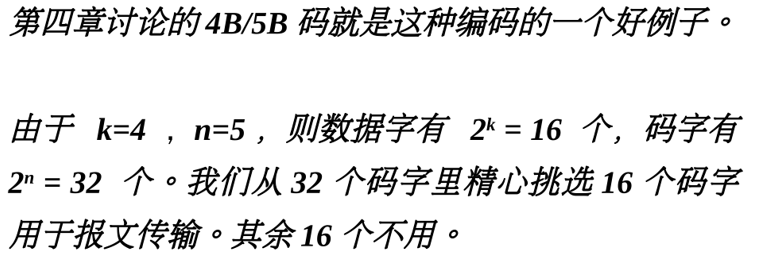 第四章讨论的 4B/5B 码就是这种编码的一个好例子。
由于 k=4 ，n=5 ，则数据字有 2ᵏ = 16 个，码字有
2ⁿ = 32 个。我们从 32 个码字里精心挑选 16 个码字
用于报文传输。其余 16 个不用。